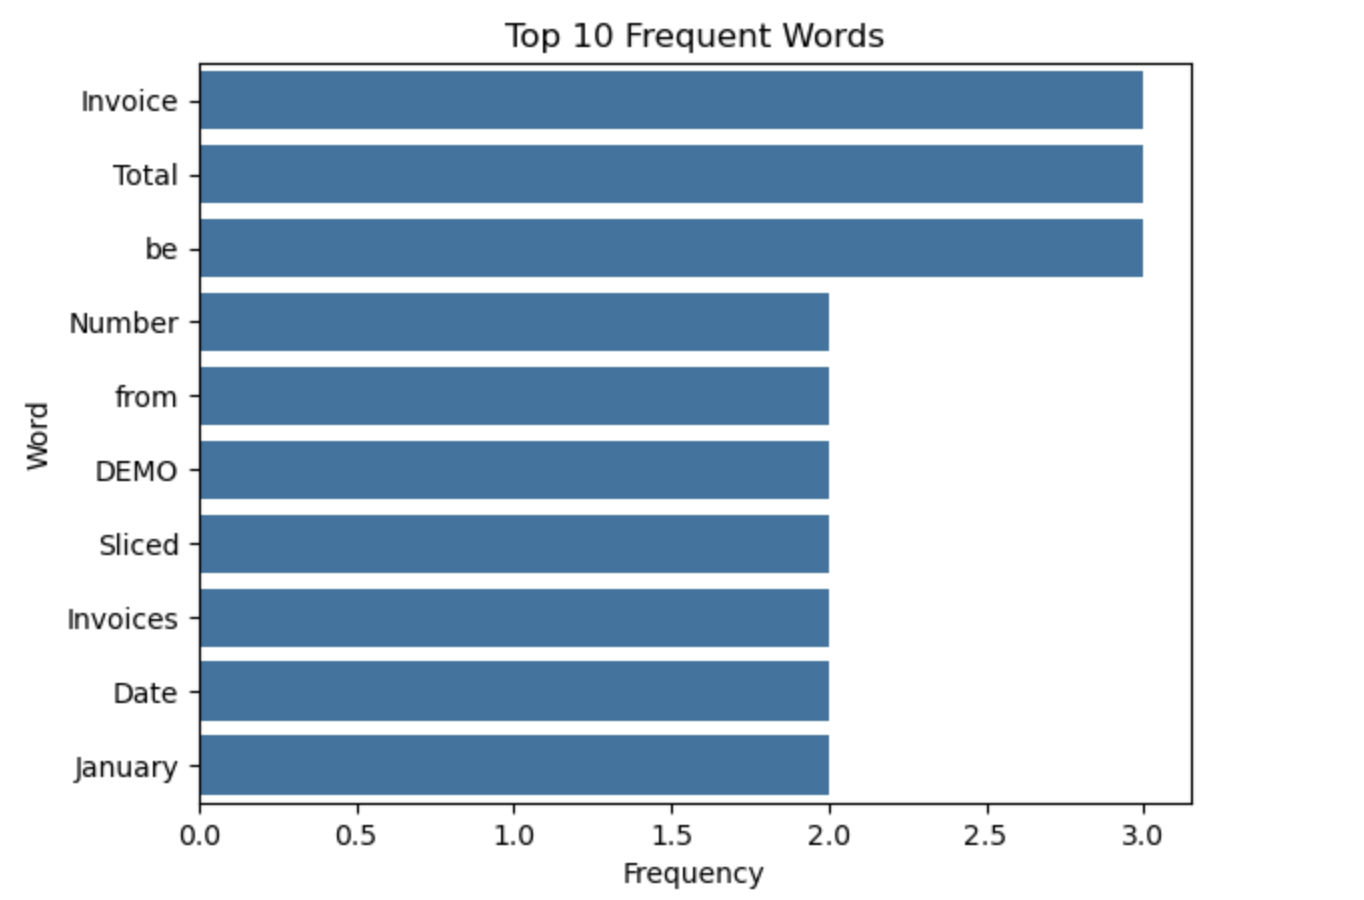 Top 10 Frequent Words
Invoice
Total
be
Number
from
DEMO
Sliced
Invoices
Date
January
Word
0.0 0.5 1.0 1.5 2.0 2.5 3.0
Frequency